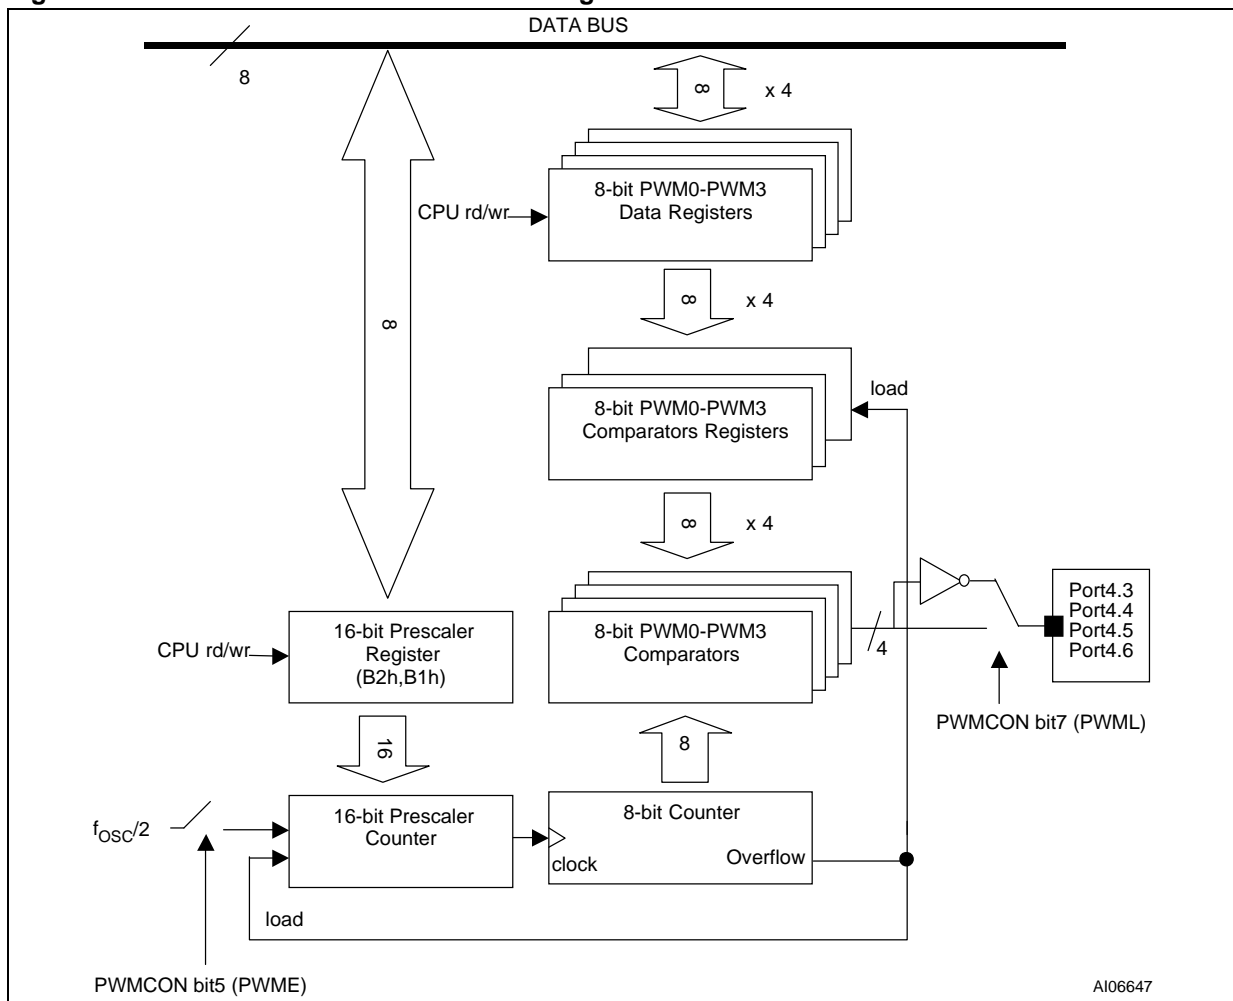 DATA BUS
8
8
x 4
8-bit PWM0-PWM3
Data Registers
CPU rd/wr
8
x 4
8
8-bit PWM0-PWM3
Comparators Registers
load
8
x 4
8-bit PWM0-PWM3
Comparators
4
Port4.3
Port4.4
Port4.5
Port4.6
16-bit Prescaler
Register
(B2h,B1h)
CPU rd/wr
PWMCON bit7 (PWML)
16
8
16-bit Prescaler
Counter
8-bit Counter
fOSC/2
clock
Overflow
load
PWMCON bit5 (PWME)
AI06647